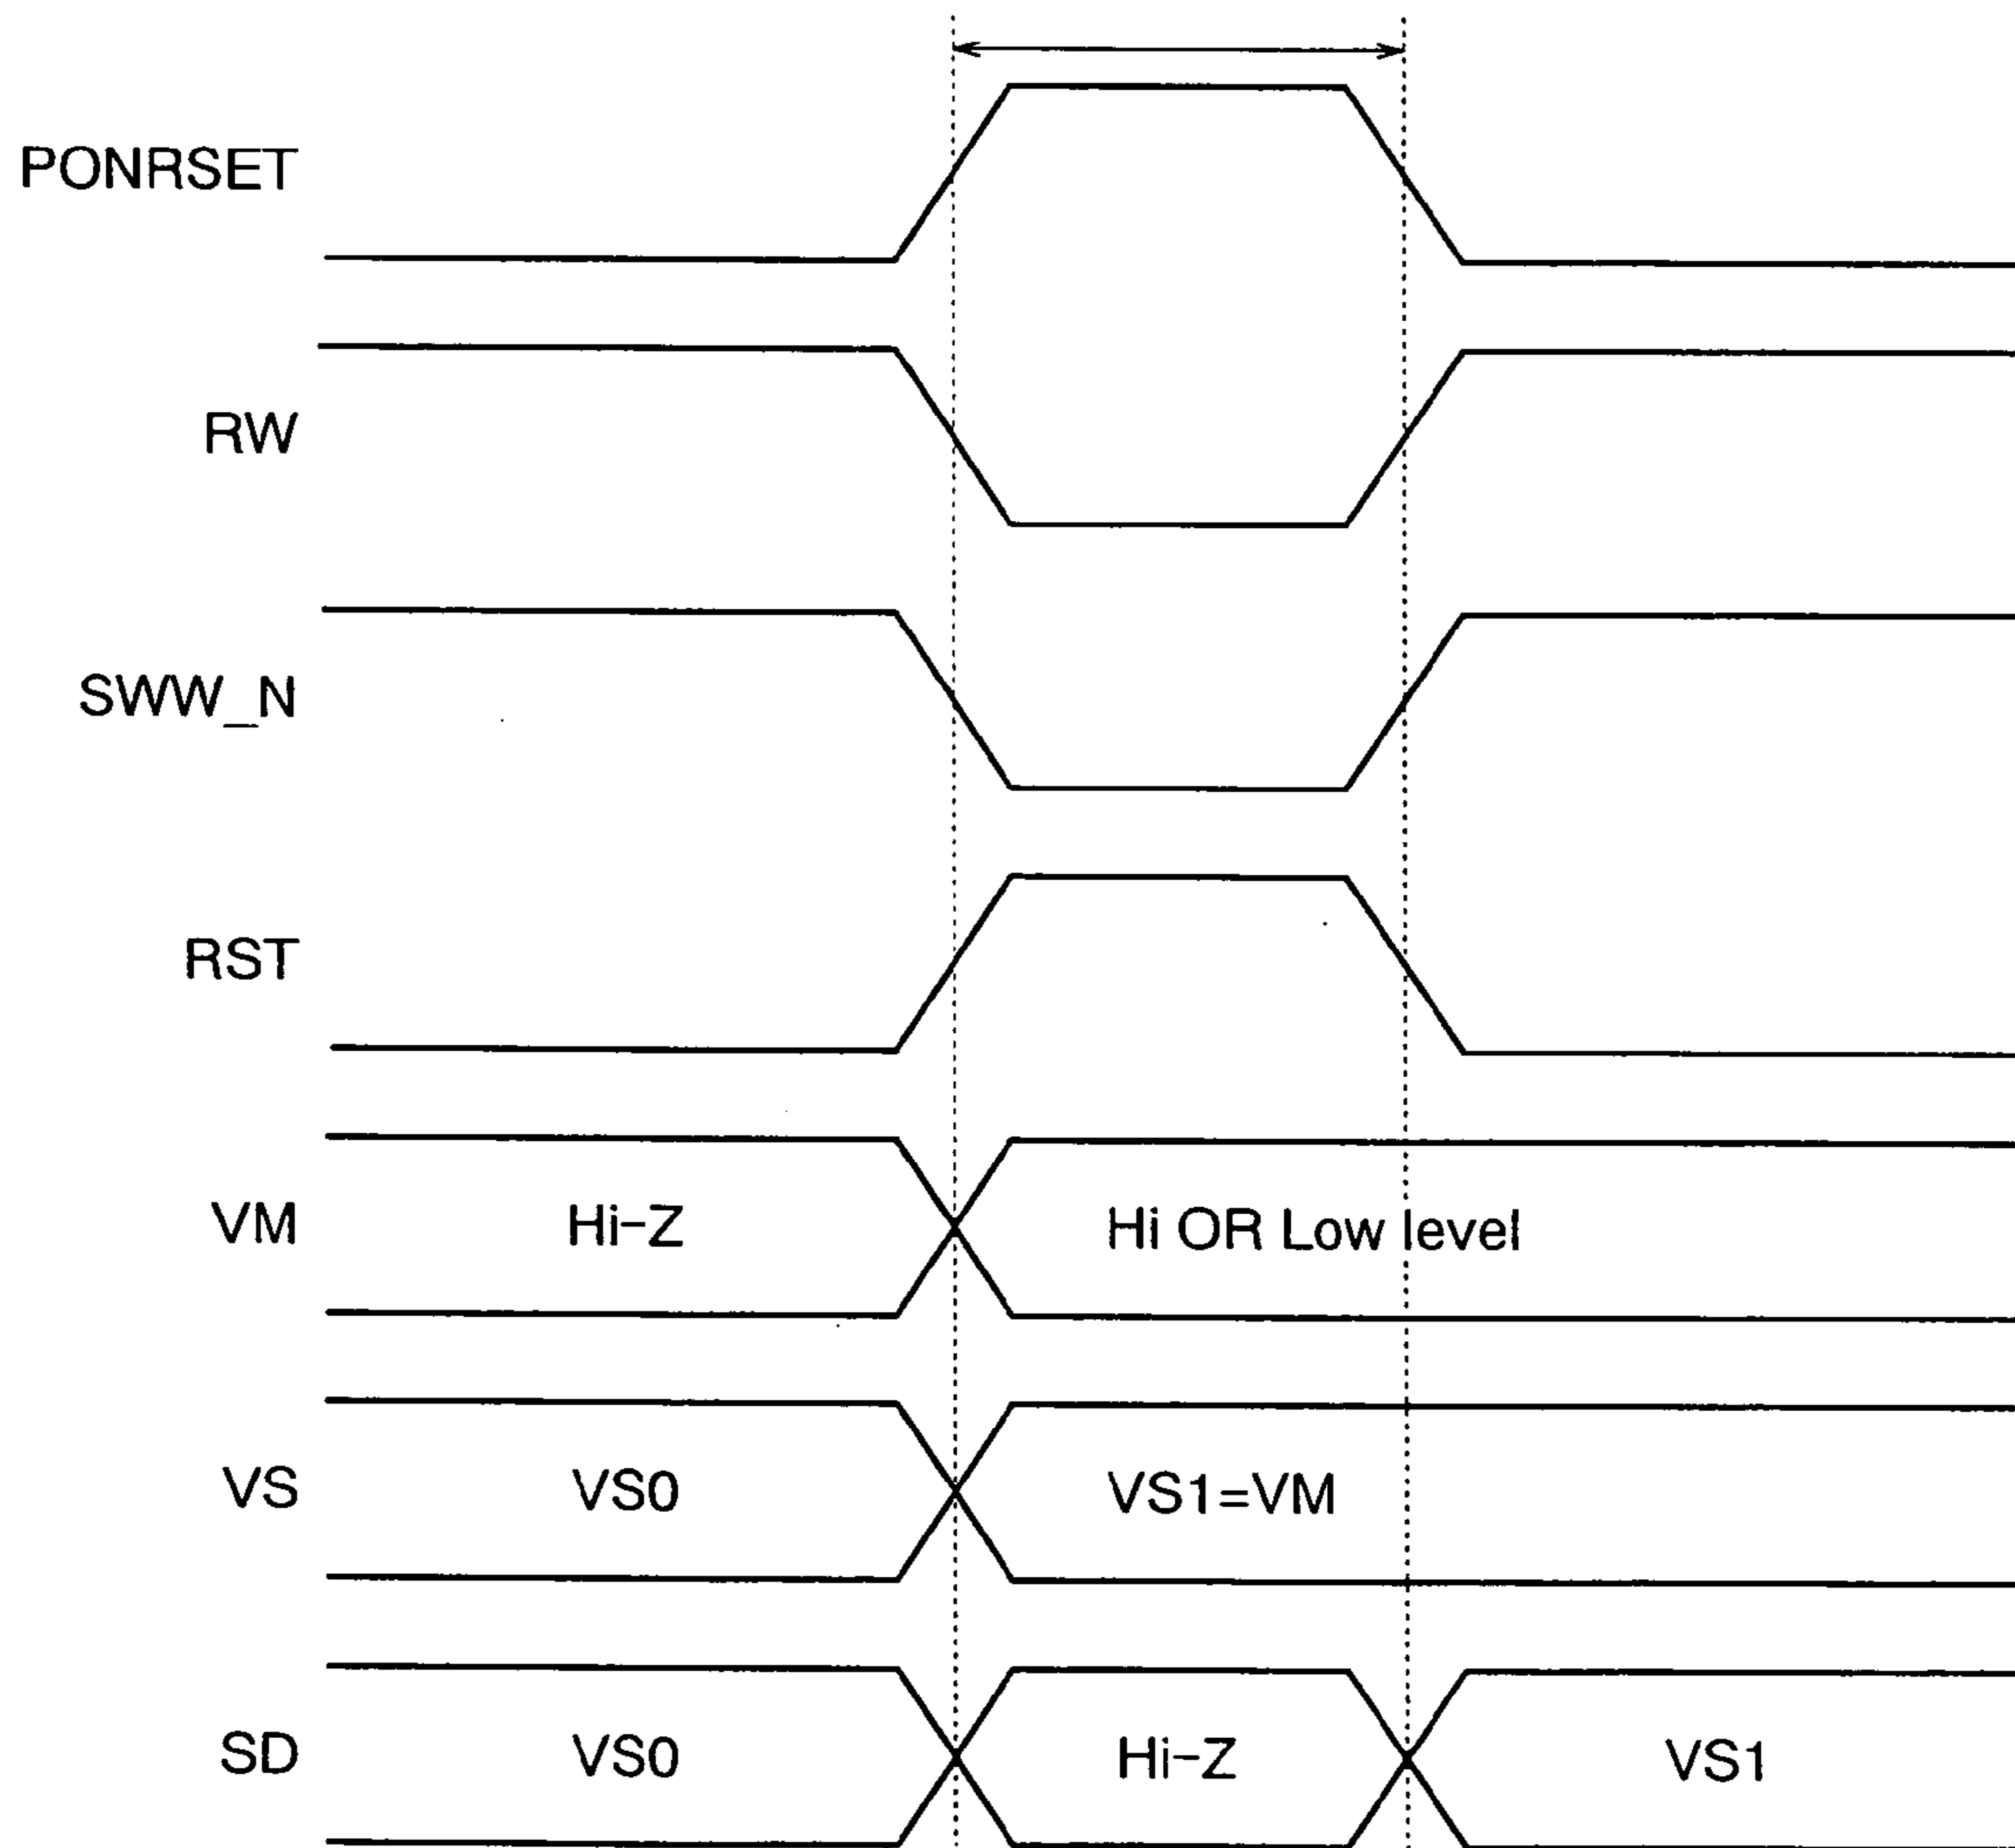 PONRSET
RW
SWW_N
RST
VM Hi-Z Hi OR Low level
VS VS0 VS1=VM
SD VS0 Hi-Z VS1